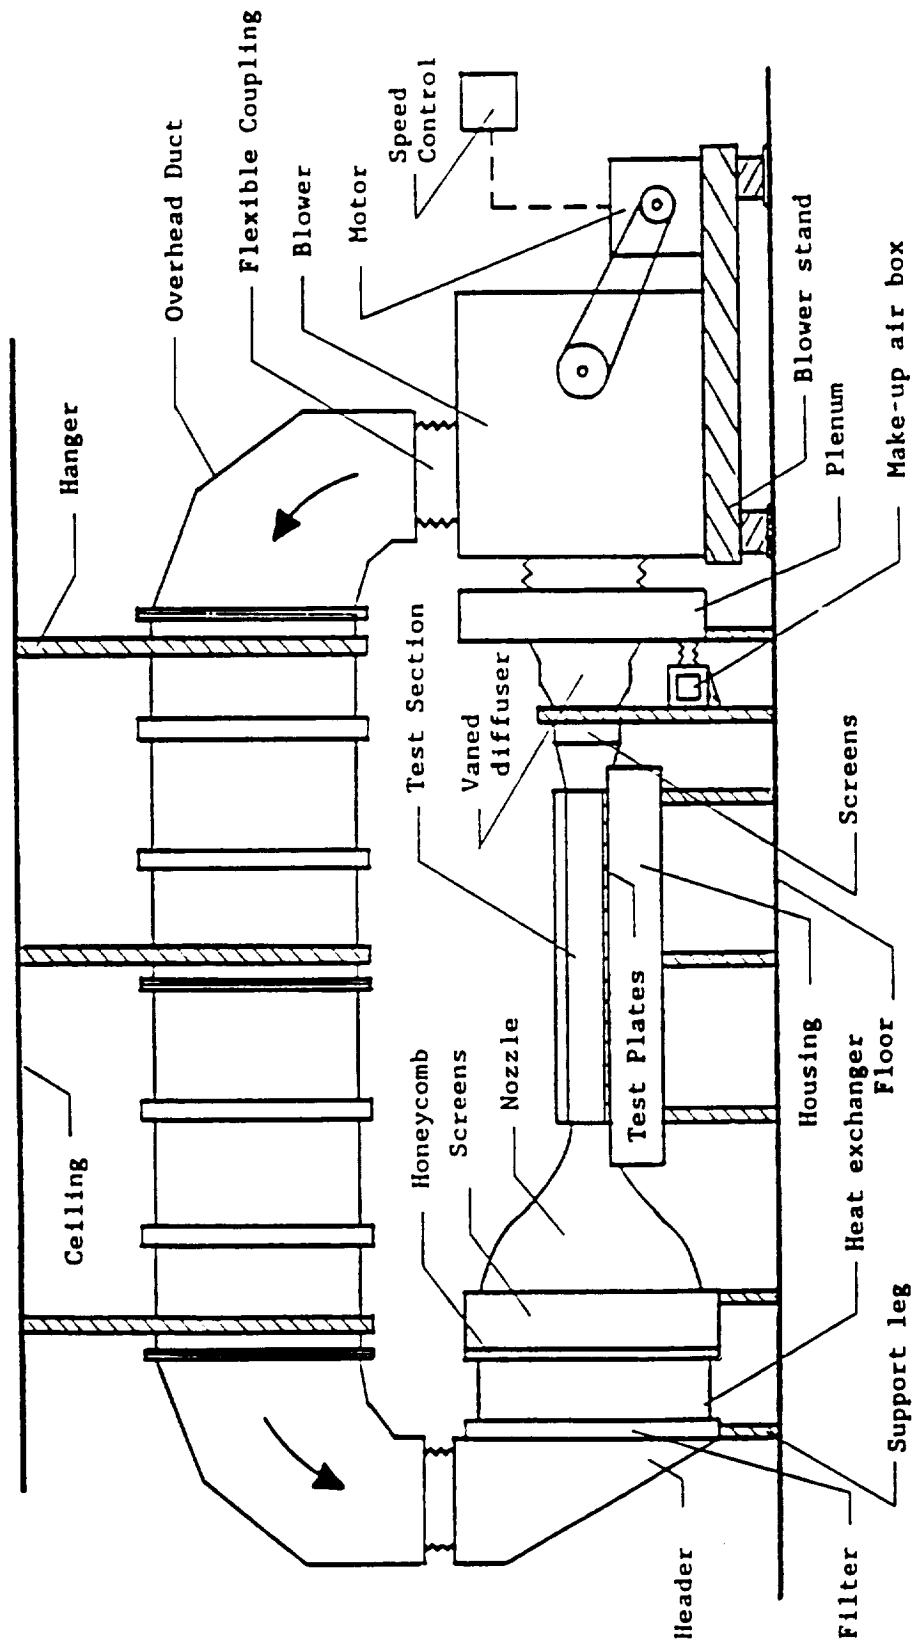 Ceiling
Hanger
Overhead Duct
Flexible Coupling
Blower
Motor
Speed
Control
Honeycomb
Screens
Nozzle
Test Section
Vaned
diffuser
Test Plates
Header
Filter
Support leg
Heat exchanger
Floor
Housing
Screens
Make-up air box
Plenum
Blower stand